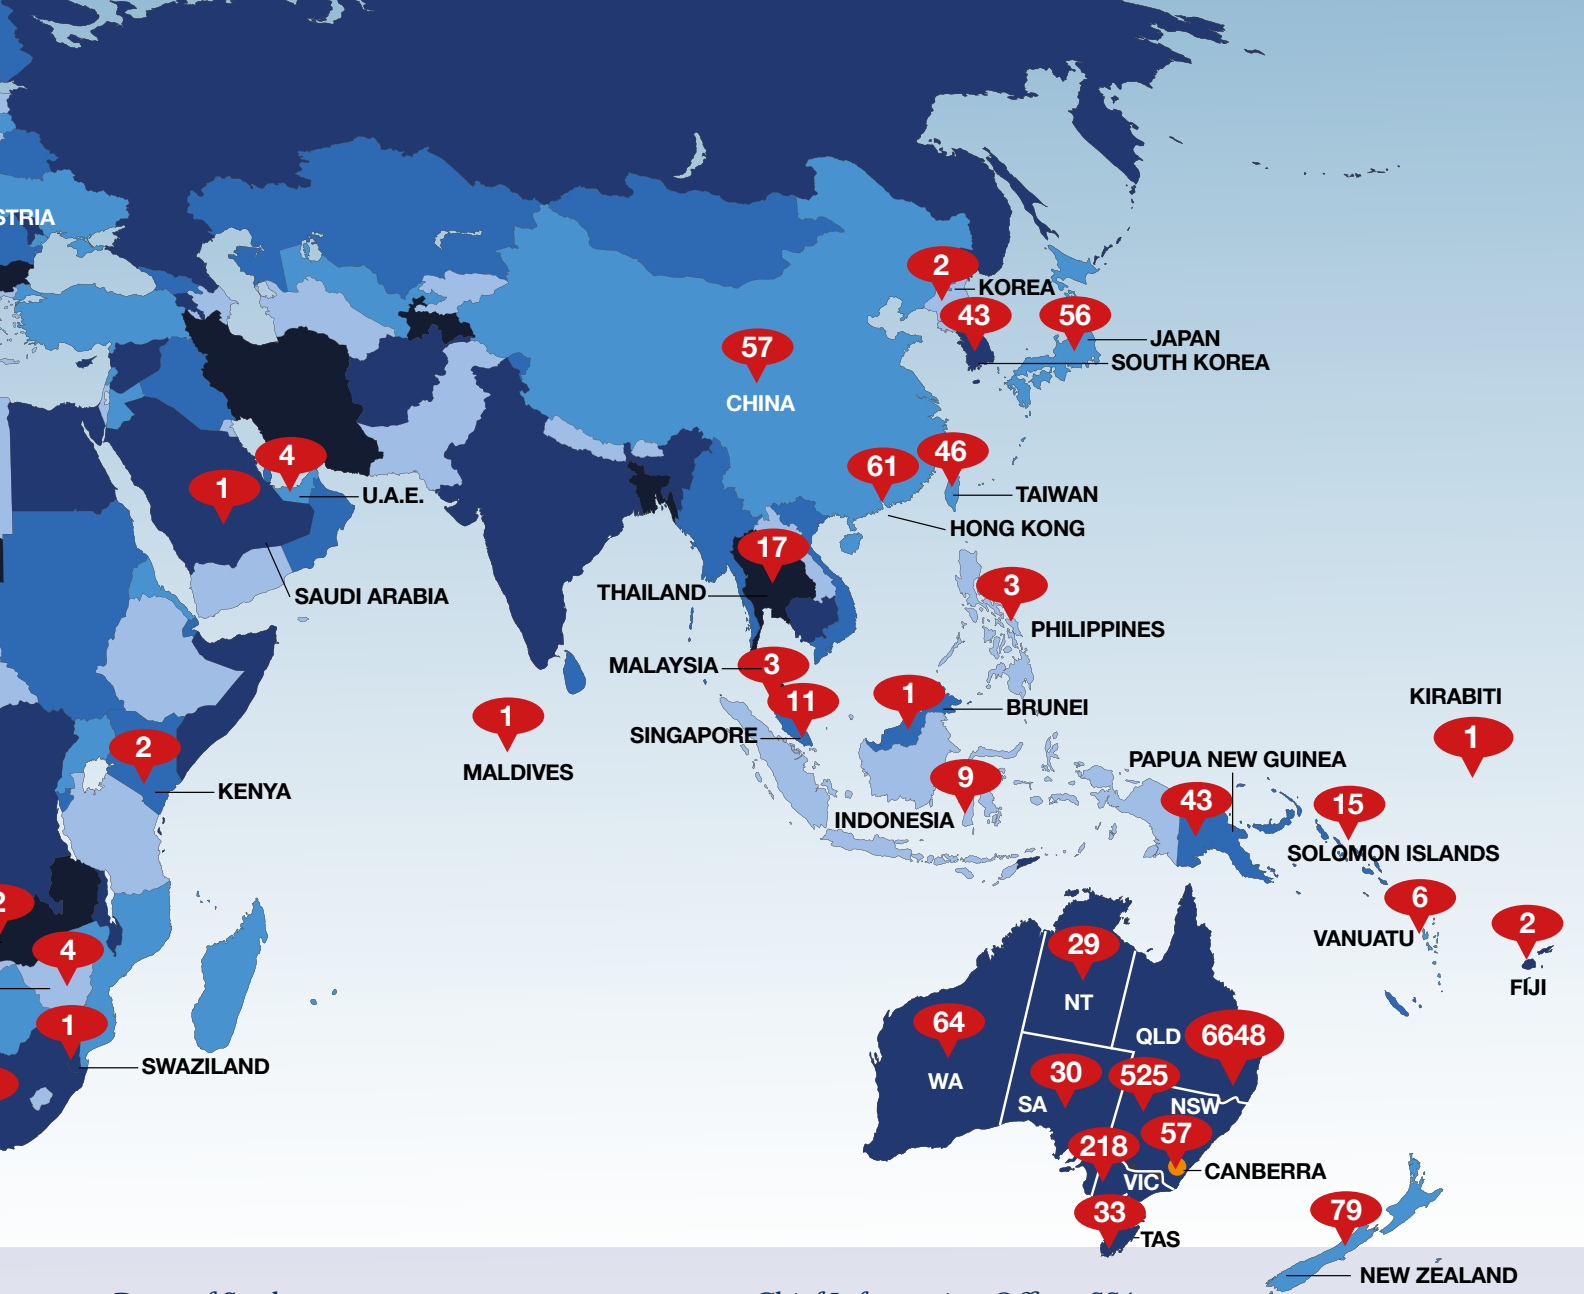 STRIA
2
KOREA
43
56
JAPAN
SOUTH KOREA
57
CHINA
4
1
U.A.E.
61
46
TAIWAN
HONG KONG
17
THAILAND
SAUDI ARABIA
3
PHILIPPINES
MALAYSIA
3
11
1
BRUNEI
KIRABITI
1
SINGAPORE
1
MALDIVES
2
KENYA
PAPUA NEW GUINEA
9
43
15
INDONESIA
SOLOMON ISLANDS
2
6
VANUATU
2
FIJI
4
29
NT
1
64
QLD
6648
SWAZILAND
WA
30
525
SA
NSW
57
218
CANBERRA
VIC
33
TAS
79
NEW ZEALAND